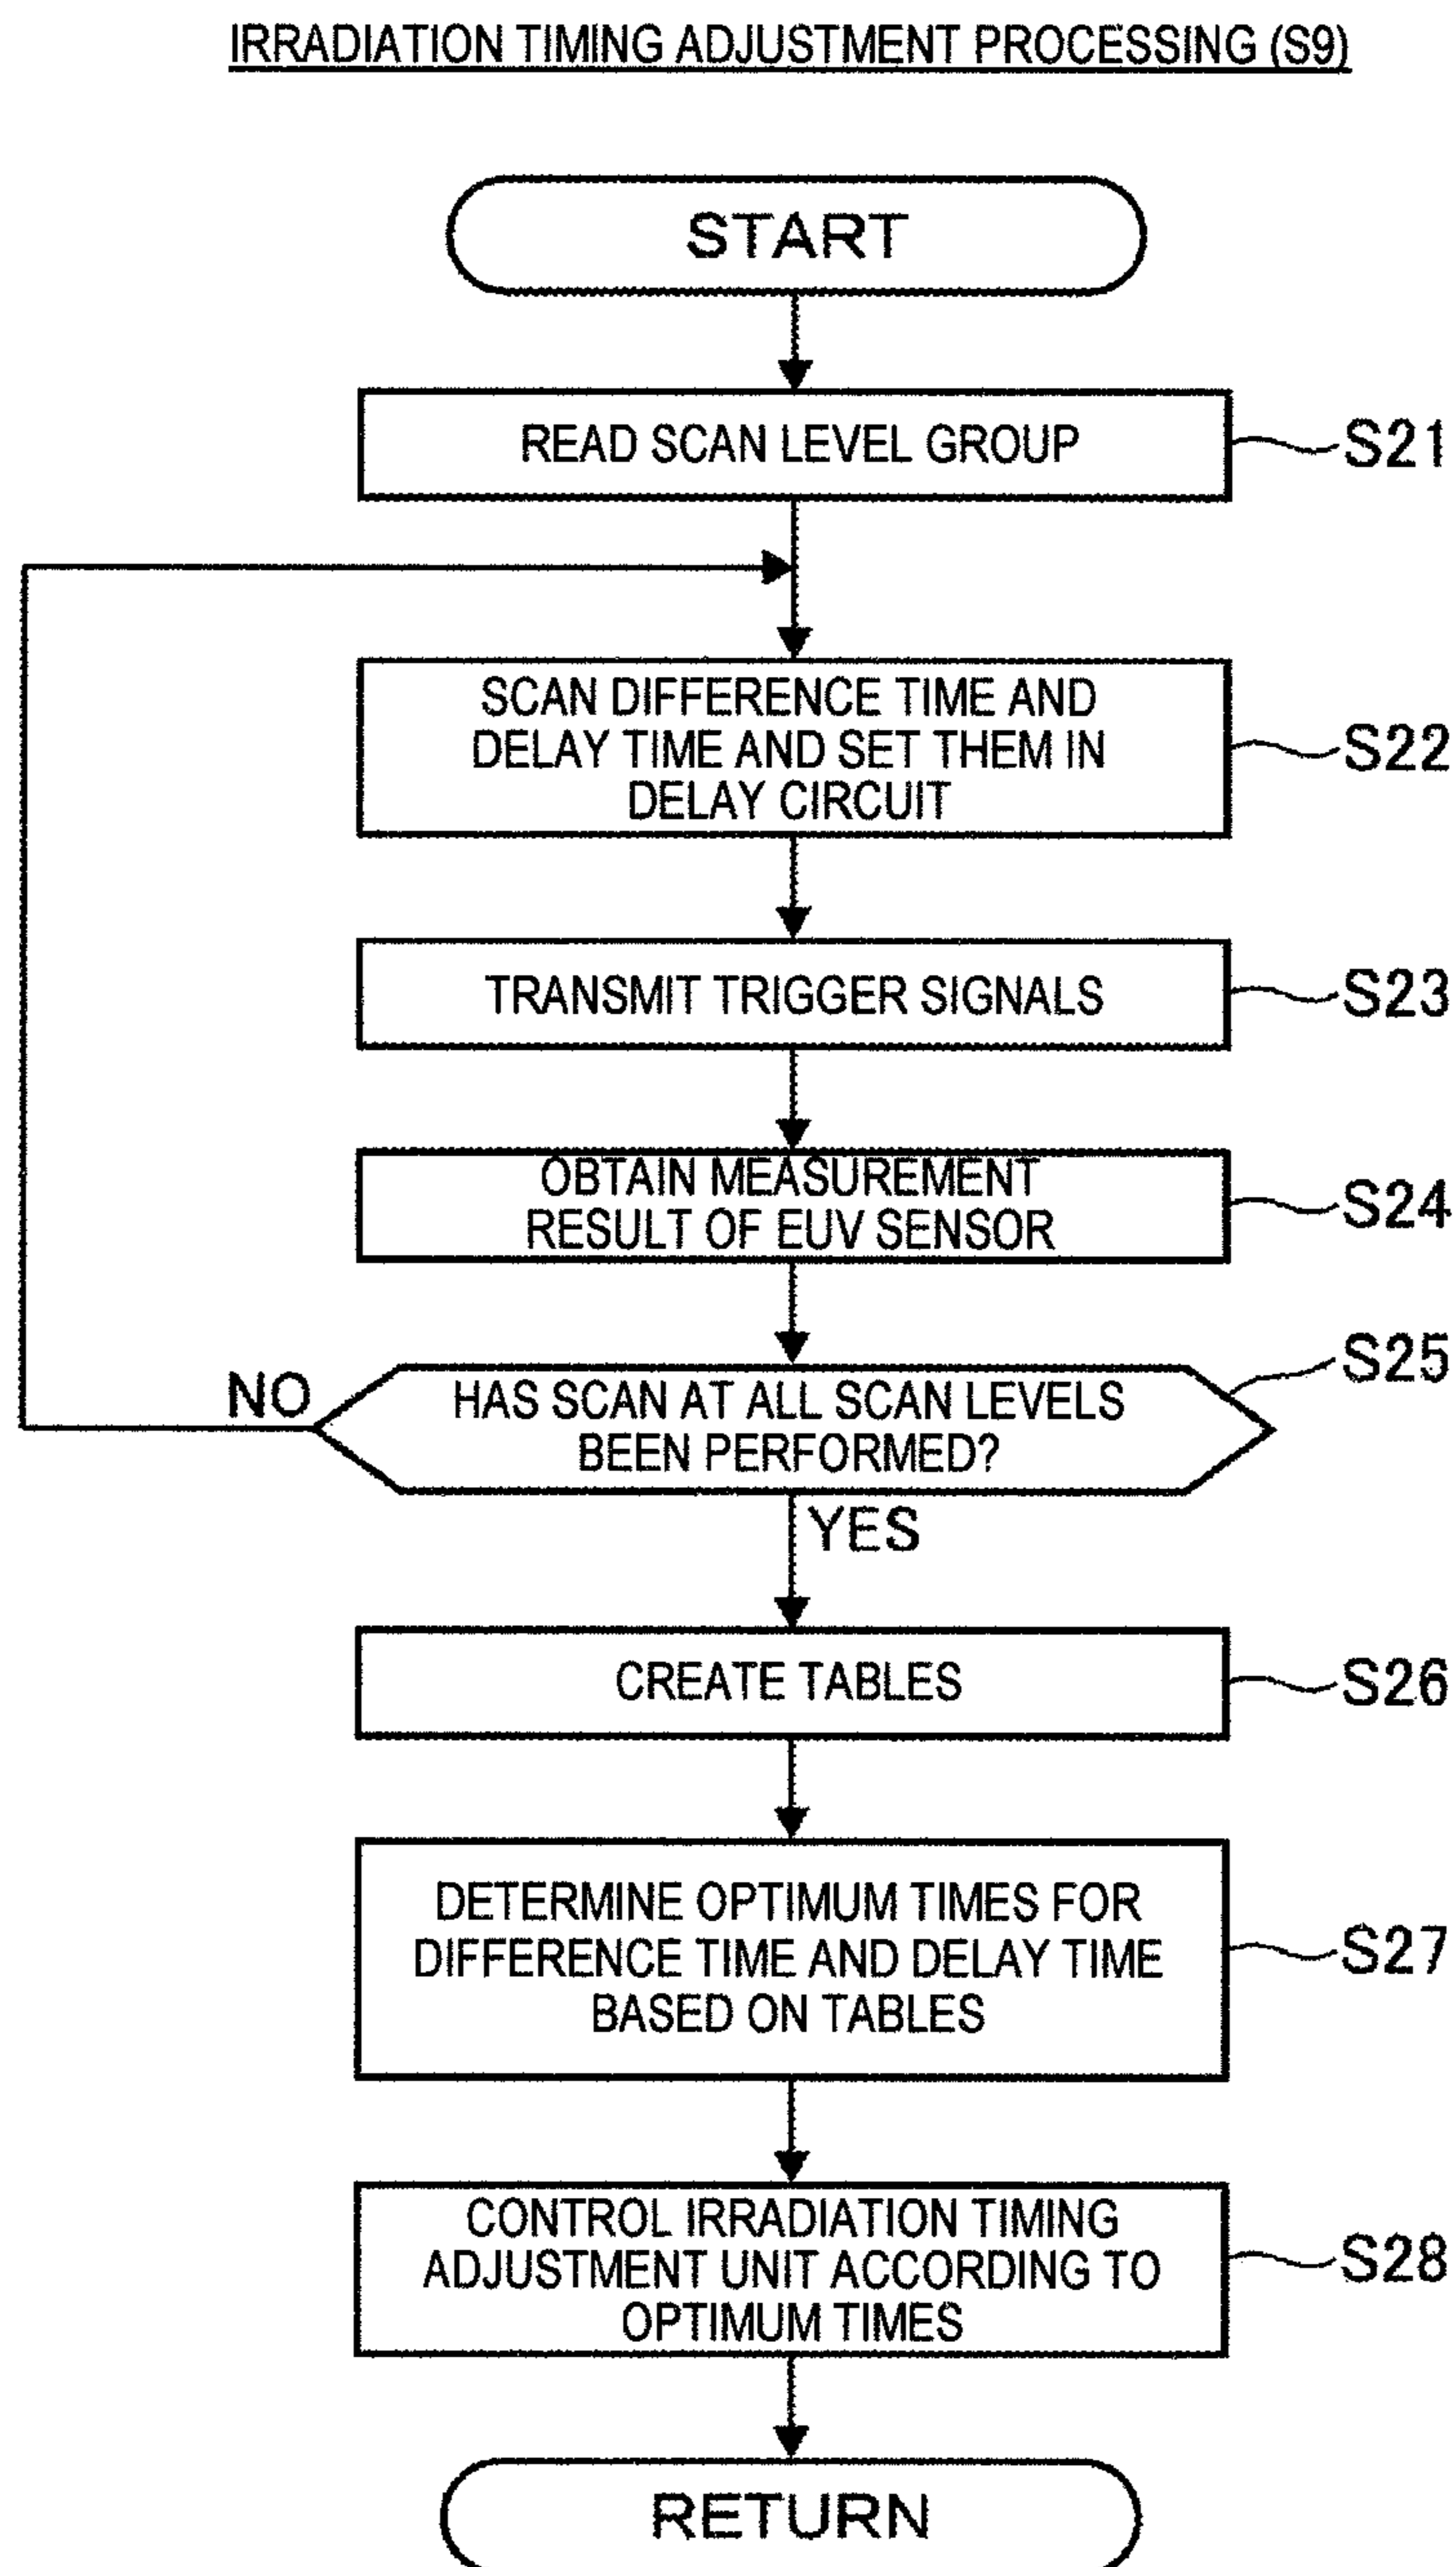 IRRADIATION TIMING ADJUSTMENT PROCESSING (S9)
START
READ SCAN LEVEL GROUP
S21
SCAN DIFFERENCE TIME AND
DELAY TIME AND SET THEM IN
DELAY CIRCUIT
S22
TRANSMIT TRIGGER SIGNALS
S23
OBTAIN MEASUREMENT
RESULT OF EUV SENSOR
S24
S25
NO
HAS SCAN AT ALL SCAN LEVELS
BEEN PERFORMED?
YES
CREATE TABLES
S26
DETERMINE OPTIMUM TIMES FOR
DIFFERENCE TIME AND DELAY TIME
BASED ON TABLES
S27
CONTROL IRRADIATION TIMING
ADJUSTMENT UNIT ACCORDING TO
OPTIMUM TIMES
S28
RETURN